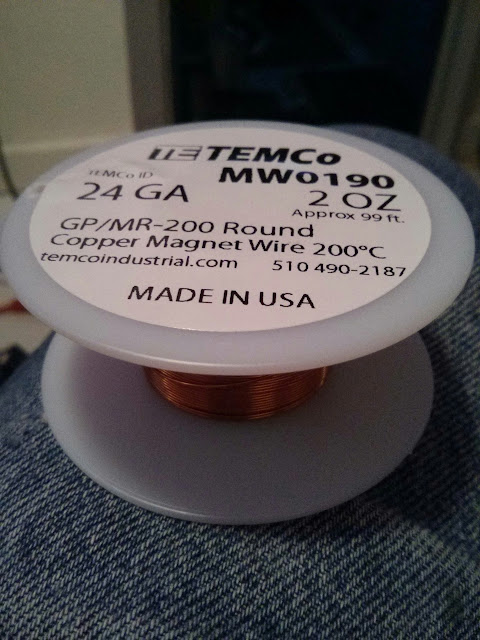 TEMCo
TEMCo ID MW0190
24 GA 2 OZ
Approx 99 ft.
GP/MR-200 Round
Copper Magnet Wire 200°C
temcoindustrial.com 510 490-2187
MADE IN USA